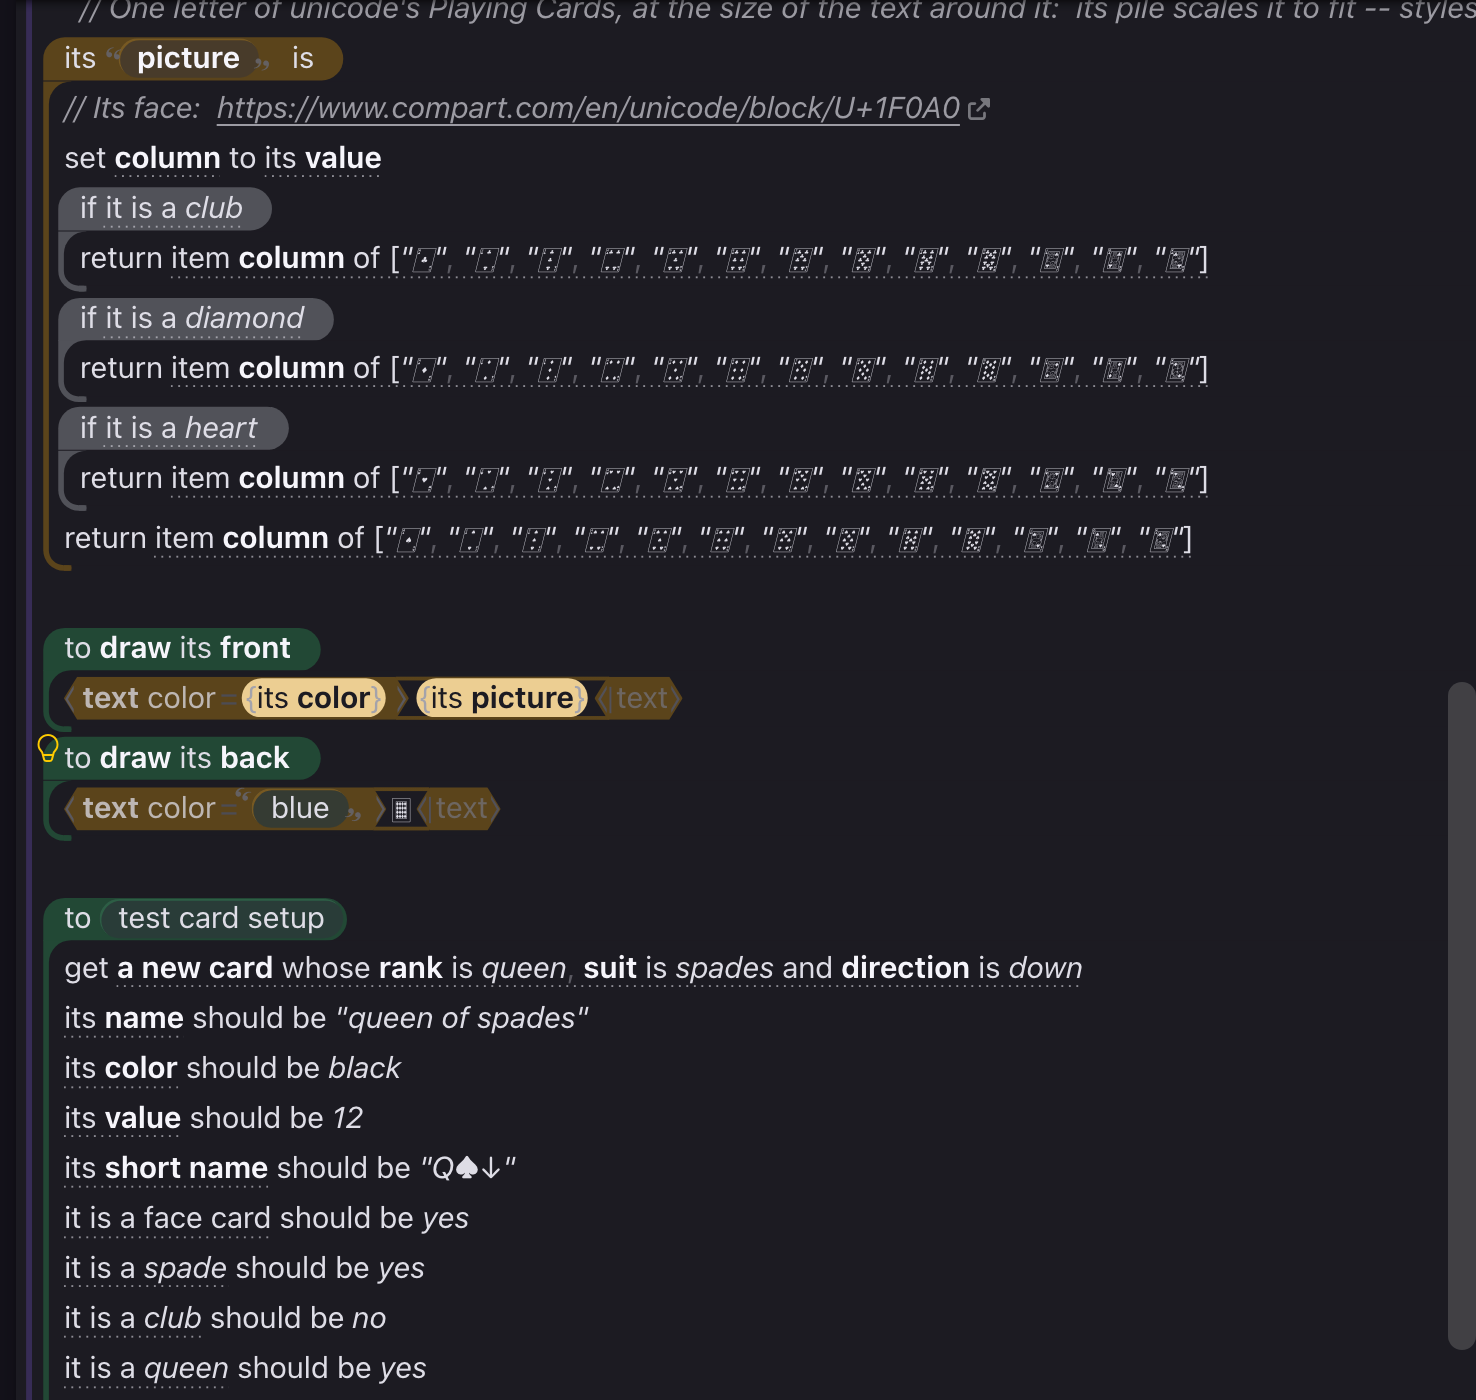 // One letter of unicode's Playing Cards, at the size of the text around it:  its pile scales it to fit -- styles
its “ picture „ is
// Its face:  https://www.compart.com/en/unicode/block/U+1F0A0
set column to its value
if it is a club
return item column of ["🃑", "🃒", "🃓", "🃔", "🃕", "🃖", "🃗", "🃘", "🃙", "🃚", "🃛", "🃝", "🃞"]
if it is a diamond
return item column of ["🃁", "🃂", "🃃", "🃄", "🃅", "🃆", "🃇", "🃈", "🃉", "🃊", "🃋", "🃍", "🃎"]
if it is a heart
return item column of ["🂱", "🂲", "🂳", "🂴", "🂵", "🂶", "🂷", "🂸", "🂹", "🂺", "🂻", "🂽", "🂾"]
return item column of ["🂡", "🂢", "🂣", "🂤", "🂥", "🂦", "🂧", "🂨", "🂩", "🂪", "🂫", "🂭", "🂮"]
to draw its front
text color={its color} {its picture} text
to draw its back
text color=“blue„ 🂠 text
to test card setup
get a new card whose rank is queen, suit is spades and direction is down
its name should be "queen of spades"
its color should be black
its value should be 12
its short name should be "Q♠↓"
it is a face card should be yes
it is a spade should be yes
it is a club should be no
it is a queen should be yes